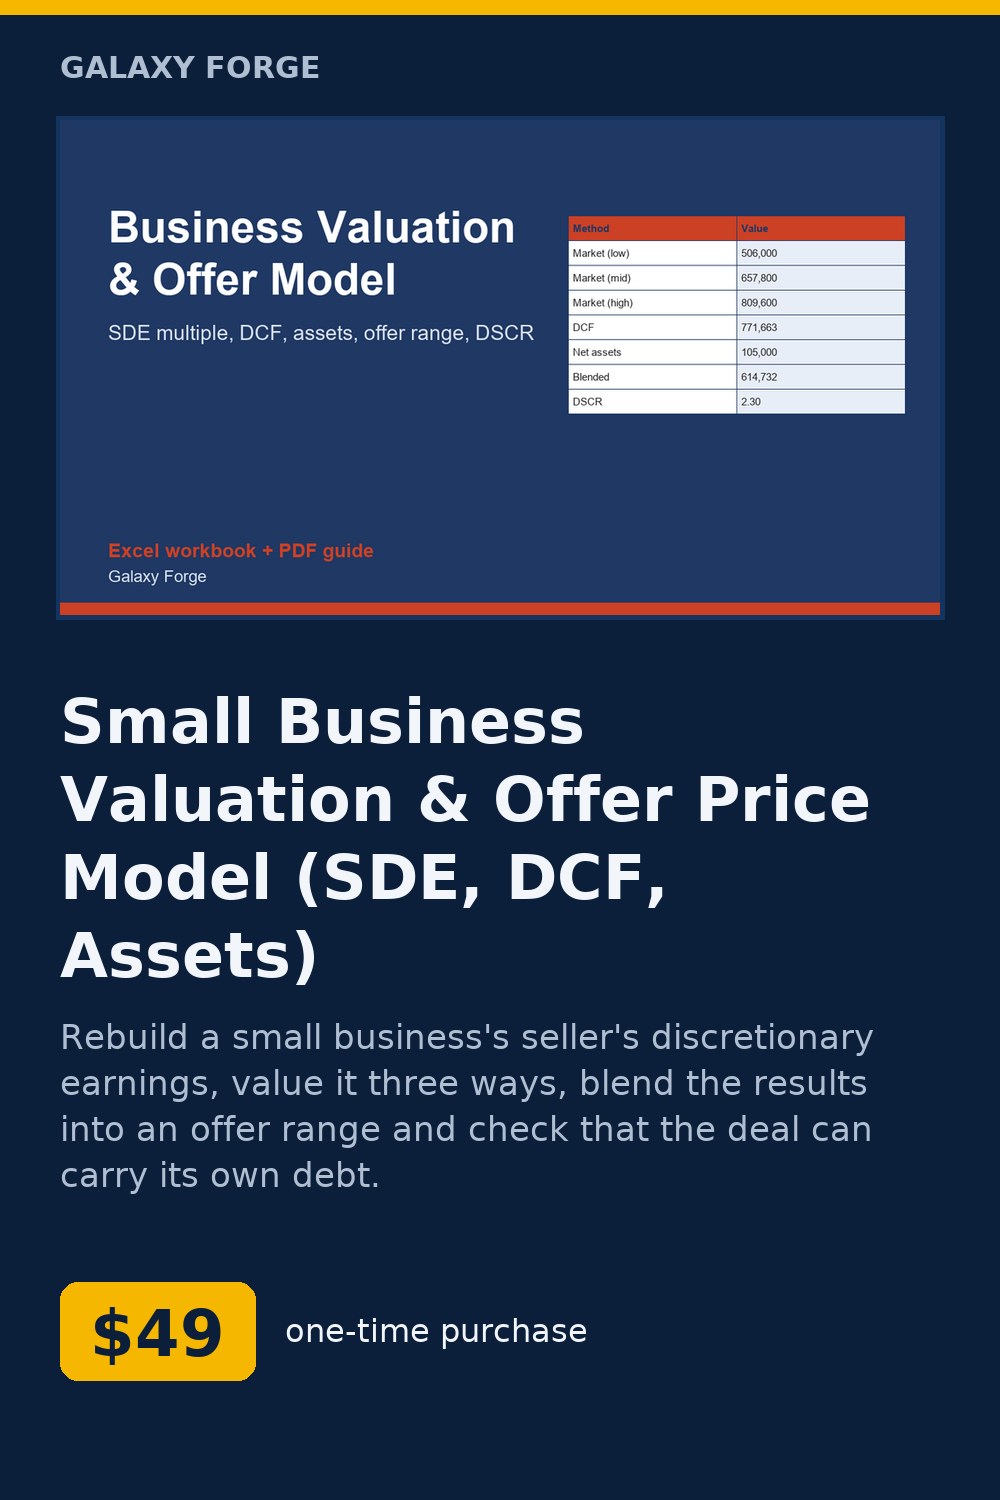 GALAXY FORGE
Business Valuation
& Offer Model
SDE multiple, DCF, assets, offer range, DSCR
Method Value
Market (low) 506,000
Market (mid) 657,800
Market (high) 809,600
DCF 771,663
Net assets 105,000
Blended 614,732
DSCR 2.30
Excel workbook + PDF guide
Galaxy Forge
Small Business
Valuation & Offer Price
Model (SDE, DCF,
Assets)
Rebuild a small business's seller's discretionary
earnings, value it three ways, blend the results
into an offer range and check that the deal can
carry its own debt.
$49 one-time purchase